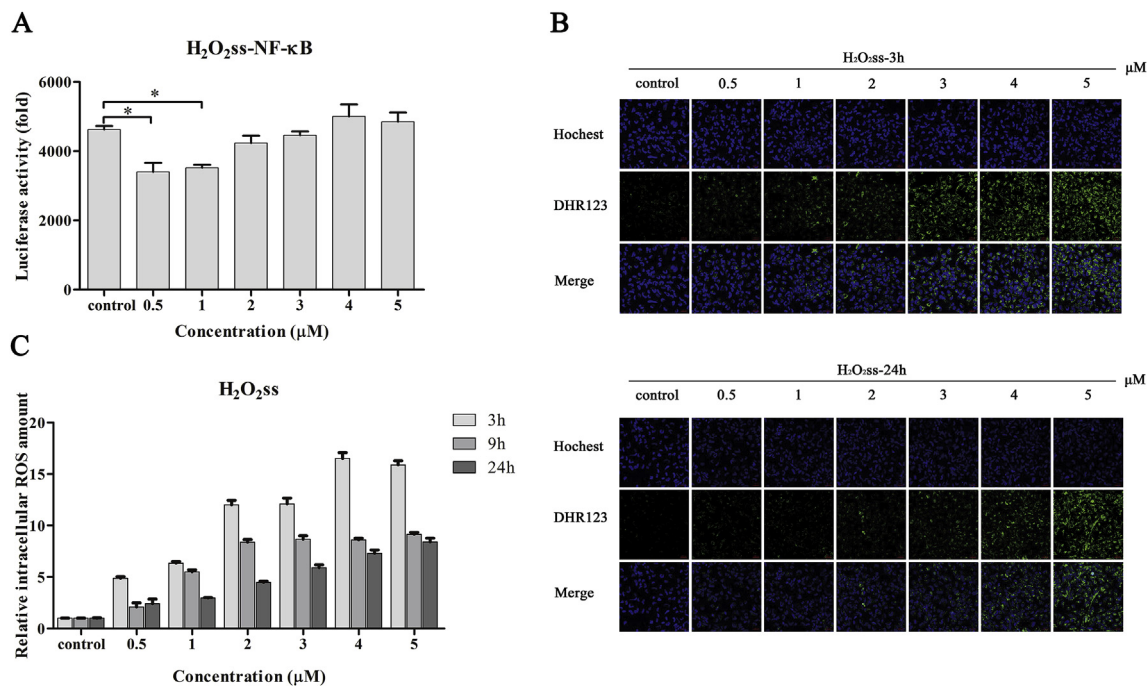 A
H₂O₂ss-NF-κB
Luciferase activity (fold)
6000
4000
2000
0
* *
control 0.5 1 2 3 4 5
Concentration (μM)
B
H₂O₂ss-3h
μM
control 0.5 1 2 3 4 5
Hochest
DHR123
Merge
H₂O₂ss-24h
μM
control 0.5 1 2 3 4 5
Hochest
DHR123
Merge
C
H₂O₂ss
Relative intracellular ROS amount
20
15
10
5
0
3h
9h
24h
control 0.5 1 2 3 4 5
Concentration (μM)